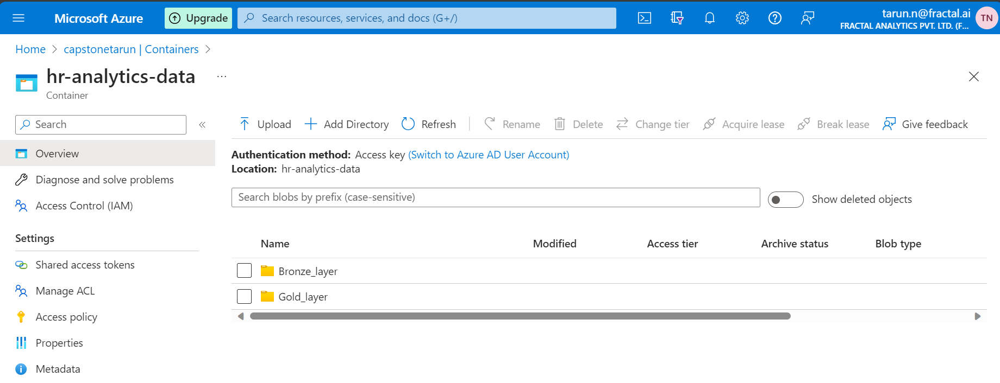 Microsoft Azure
Upgrade
Search resources, services, and docs (G+/)
tarun.n@fractal.ai
FRACTAL ANALYTICS PVT. LTD. (F...
TN
Home > capstonetarun | Containers >
hr-analytics-data ...
Container
Search
Upload
Add Directory
Refresh
Rename
Delete
Change tier
Acquire lease
Break lease
Give feedback
Overview
Diagnose and solve problems
Access Control (IAM)
Settings
Shared access tokens
Manage ACL
Access policy
Properties
Metadata
Authentication method: Access key (Switch to Azure AD User Account)
Location: hr-analytics-data
Search blobs by prefix (case-sensitive)
Show deleted objects
Name Modified Access tier Archive status Blob type
Bronze_layer
Gold_layer